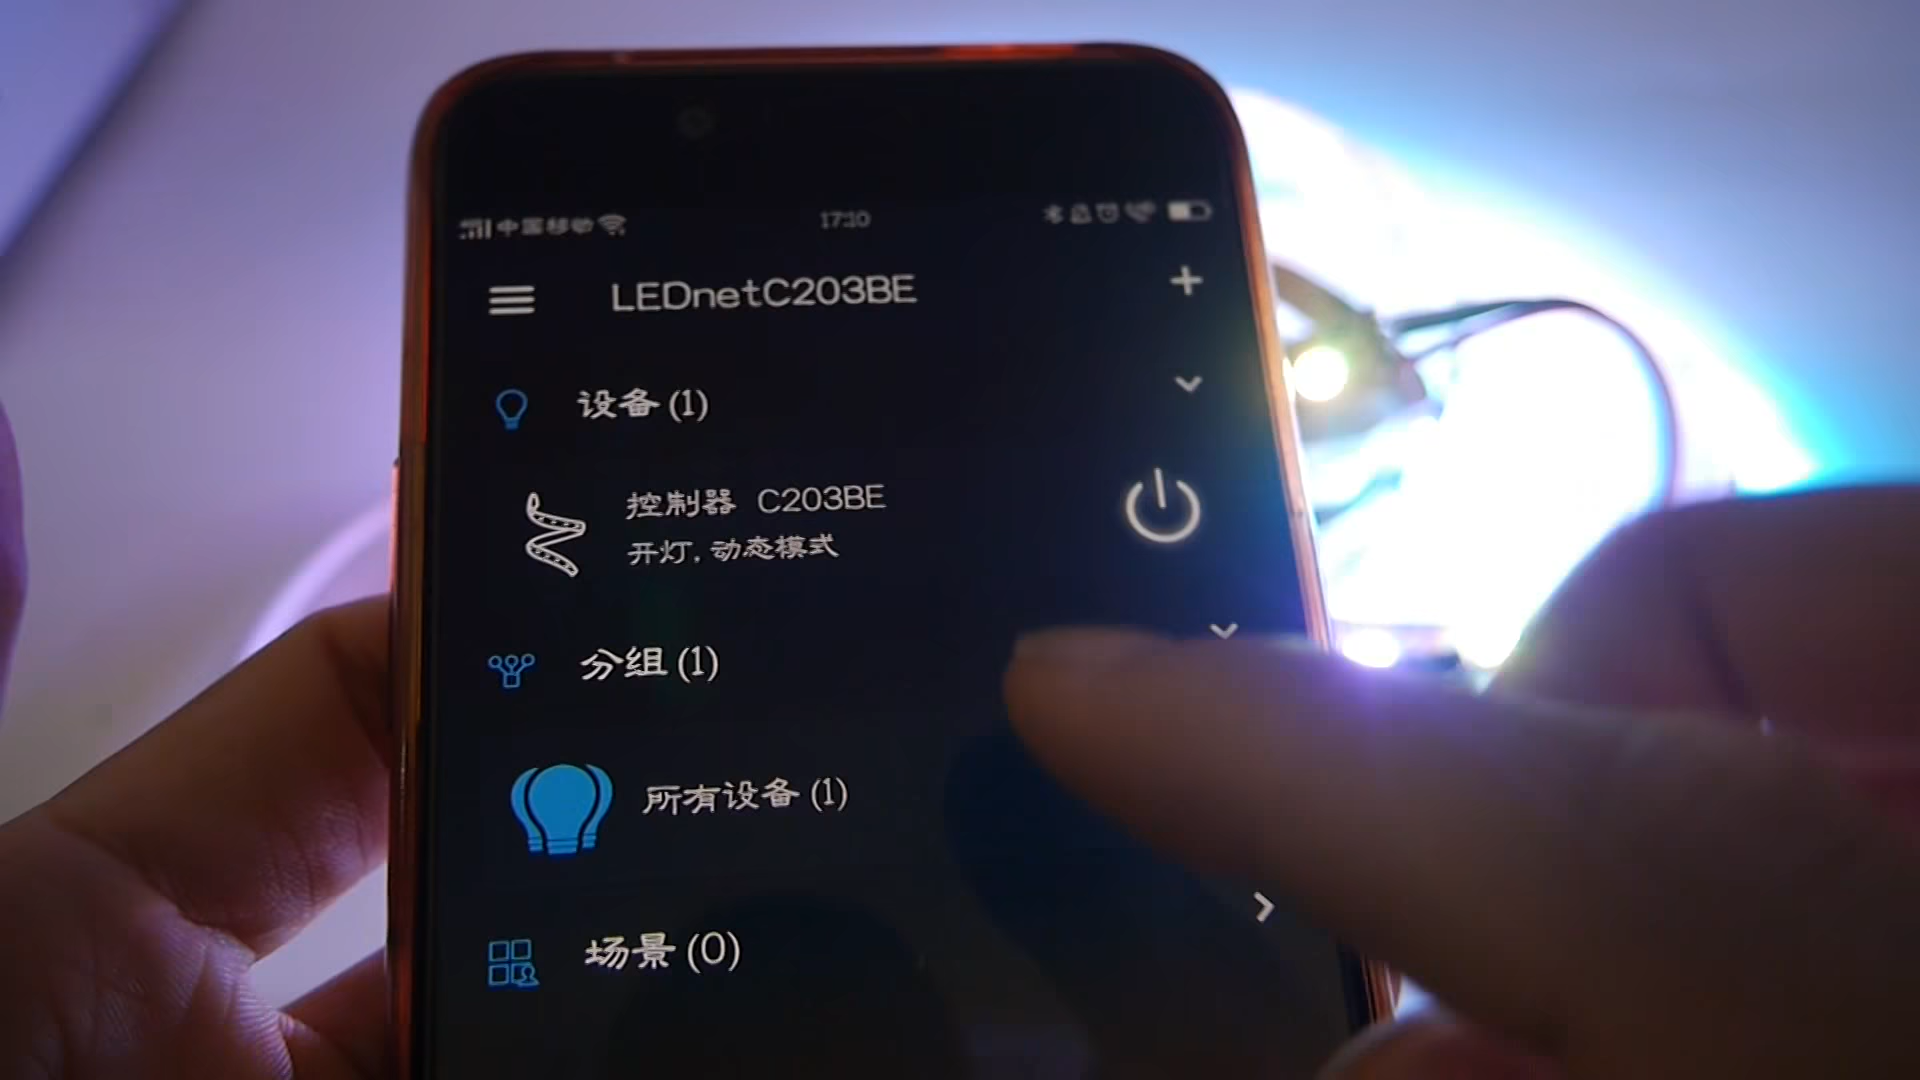 中国移动 17:10
LEDnetC203BE
设备 (1)
控制器 C203BE
开灯, 动态模式
分组 (1)
所有设备 (1)
场景 (0)